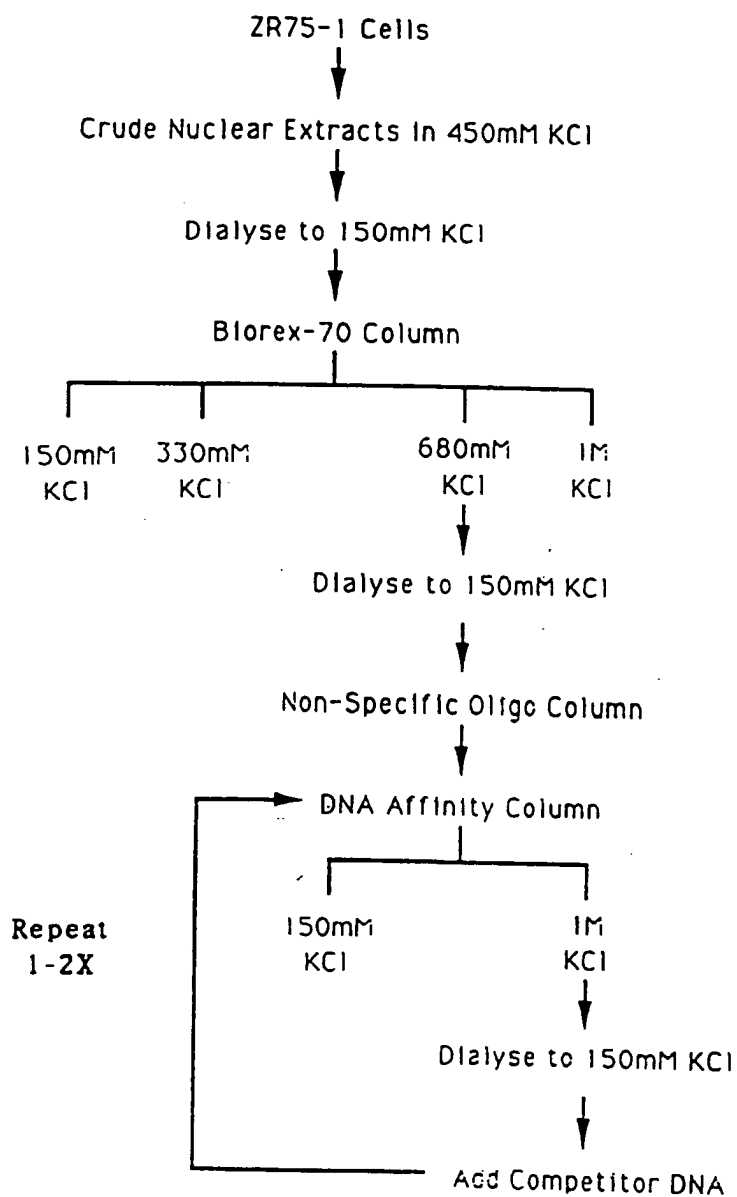 ZR75-1 Cells
Crude Nuclear Extracts in 450mM KCl
Dialyse to 150mM KCl
Biorex-70 Column
150mM 330mM 680mM 1M
KCl KCl KCl KCl
Dialyse to 150mM KCl
Non-Specific Oligo Column
DNA Affinity Column
Repeat 150mM 1M
1-2X KCl KCl
Dialyse to 150mM KCl
Add Competitor DNA